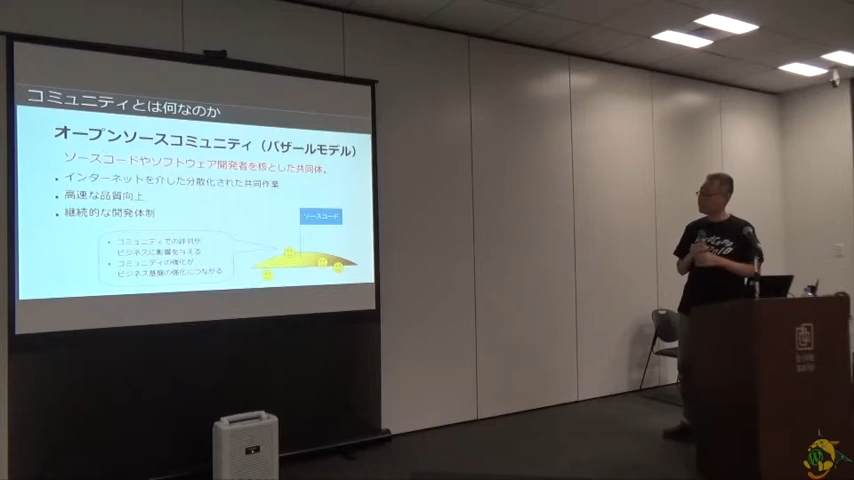 コミュニティとは何なのか
オープンソースコミュニティ（バザールモデル）
ソースコードやソフトウェア開発者を核とした共同体。
• インターネットを介した分散化された共同作業
• 高速な品質向上
• 継続的な開発体制
ソースコード
• コミュニティでの評判が
ビジネスに影響を与える
• コミュニティの強化が
ビジネス基盤の強化につながる